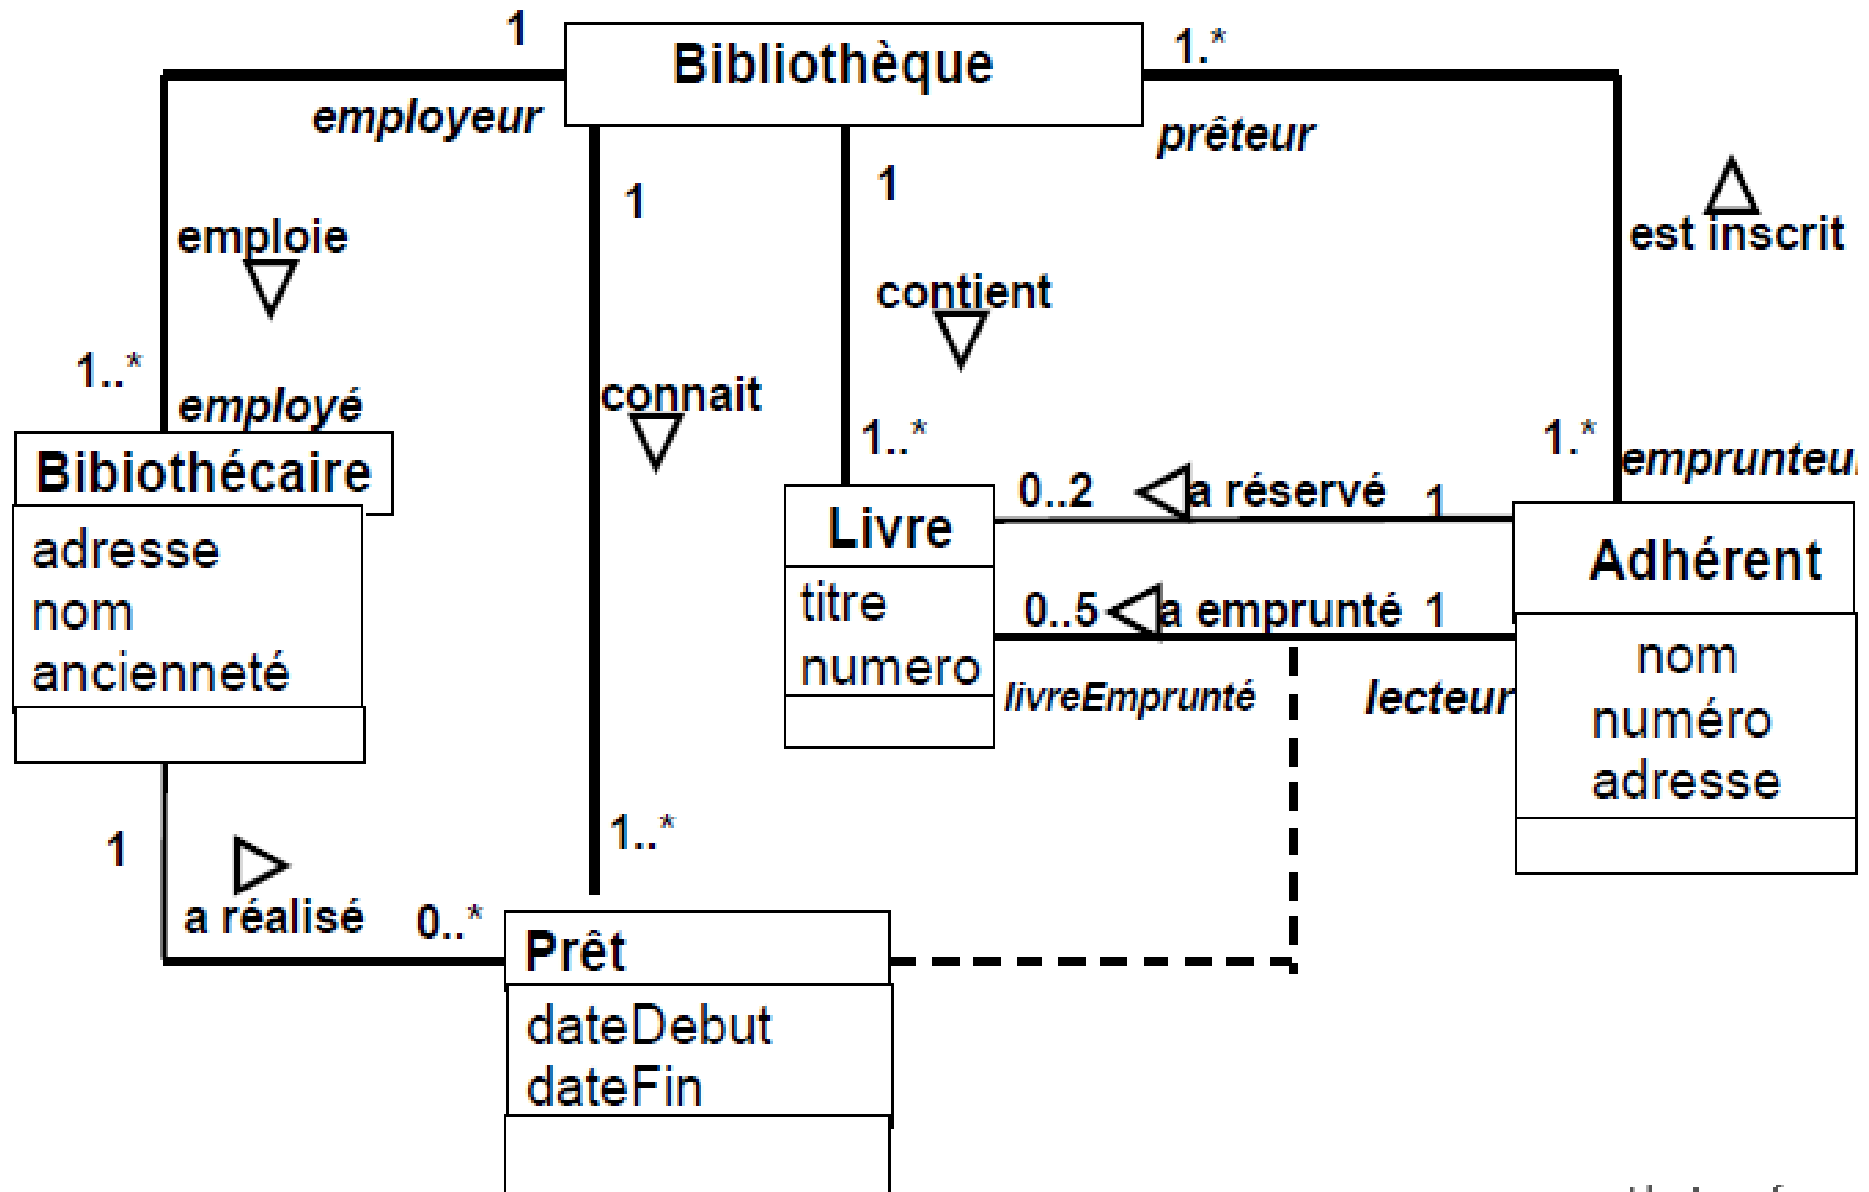 1
Bibliothèque
1.*
employeur
prêteur
1
1
emploie
est inscrit
contient
1..*
employé
connait
1..*
1.*
emprunteur
Bibiothécaire
0..2
a réservé
1
Livre
Adhérent
adresse
nom
ancienneté
titre
numero
0..5
a emprunté
1
livreEmprunté
lecteur
nom
numéro
adresse
1
1..*
a réalisé
0..*
Prêt
dateDebut
dateFin